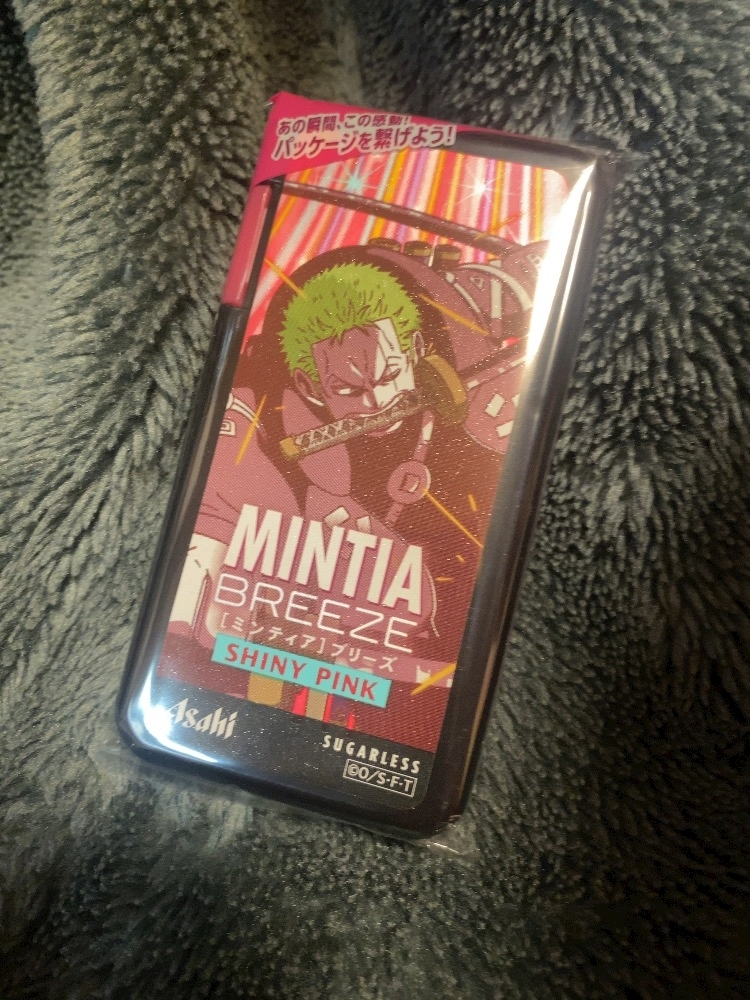 あの瞬間、この感動!
パッケージを繋げよう!
MINTIA
BREEZE
[ミンティア]ブリーズ
SHINY PINK
Asahi
SUGARLESS
©O/S・F・T